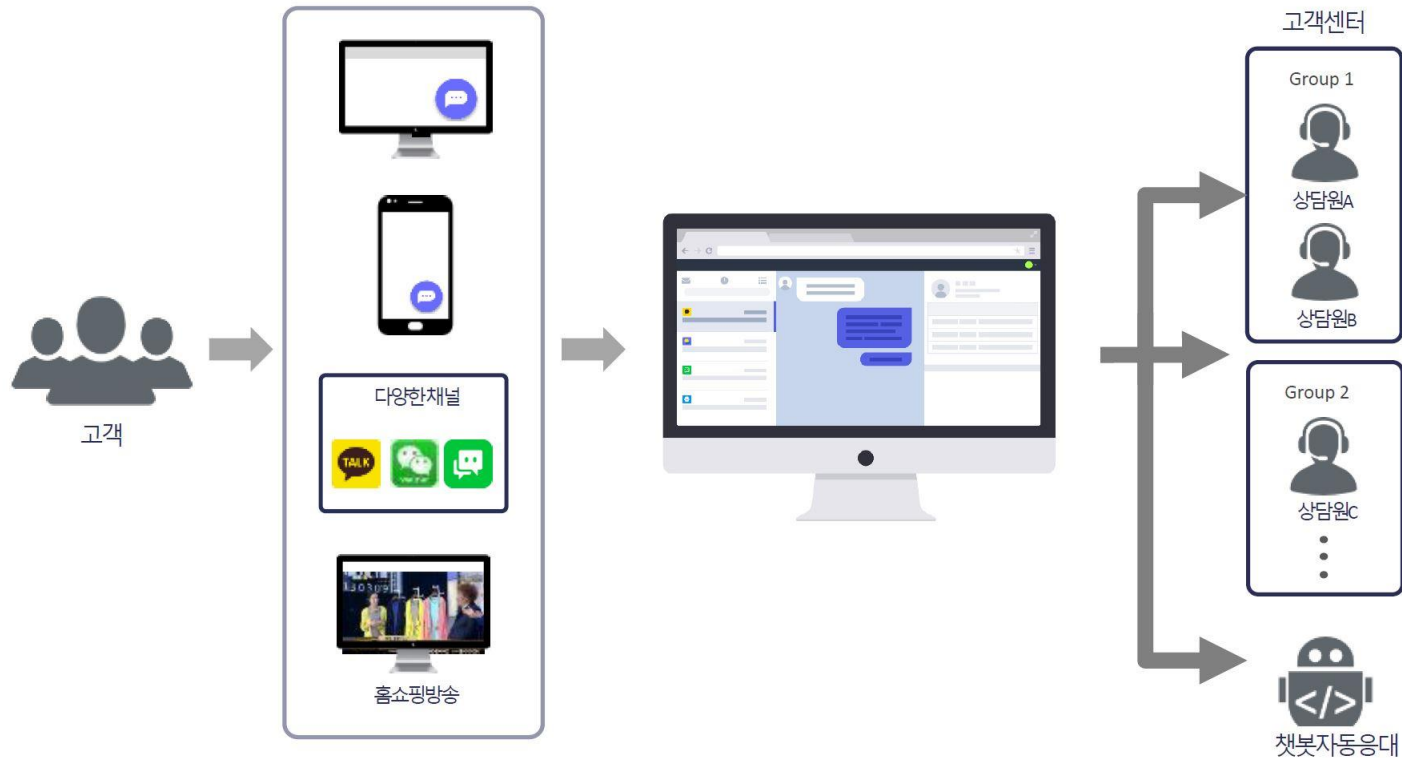 고객
다양한채널
TALK
홈쇼핑방송
고객센터
Group 1
상담원A
상담원B
Group 2
상담원C
</>
챗봇자동응대